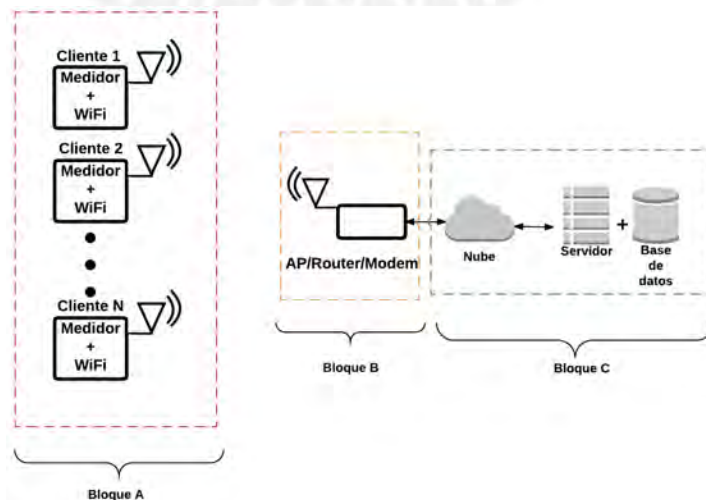 Cliente 1
Medidor
+
WiFi
Cliente 2
Medidor
+
WiFi
Cliente N
Medidor
+
WiFi
Bloque A
AP/Router/Modem
Bloque B
Nube
Servidor
+
Base
de
datos
Bloque C